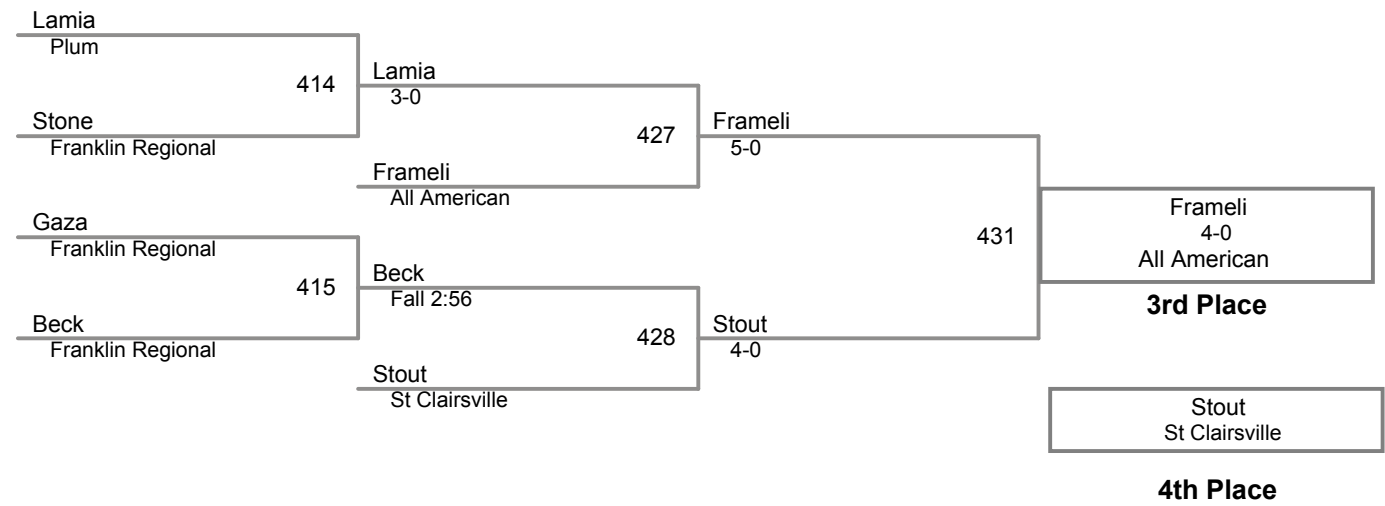 Lamia
Plum
414
Lamia
3-0
Stone
Franklin Regional
427
Frameli
5-0
Frameli
All American
Gaza
Franklin Regional
431
Frameli
4-0
All American
3rd Place
415
Beck
Fall 2:56
Beck
Franklin Regional
428
Stout
4-0
Stout
St Clairsville
Stout
St Clairsville
4th Place